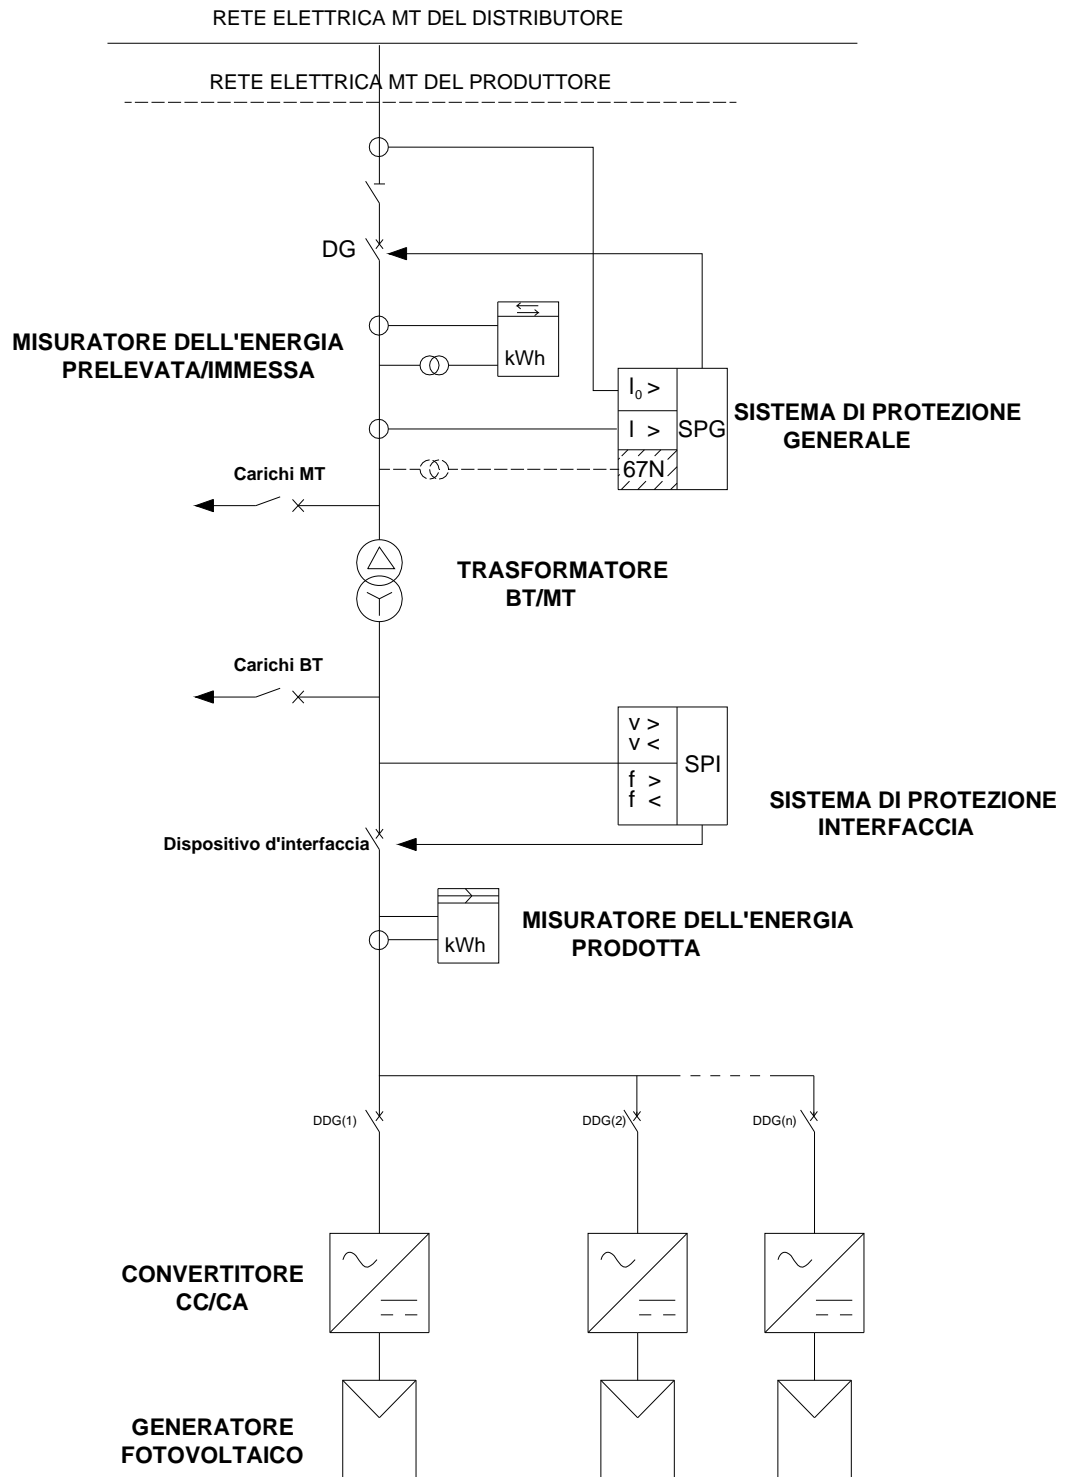 RETE ELETTRICA MT DEL DISTRIBUTORE
RETE ELETTRICA MT DEL PRODUTTORE
DG
MISURATORE DELL'ENERGIA
PRELEVATA/IMMESSA
kWh
I0 >
I >
67N
SPG
SISTEMA DI PROTEZIONE
GENERALE
Carichi MT
TRASFORMATORE
BT/MT
Carichi BT
v >
v <
f >
f <
SPI
SISTEMA DI PROTEZIONE
INTERFACCIA
Dispositivo d'interfaccia
kWh
MISURATORE DELL'ENERGIA
PRODOTTA
DDG(1)
DDG(2)
DDG(n)
CONVERTITORE
CC/CA
GENERATORE
FOTOVOLTAICO